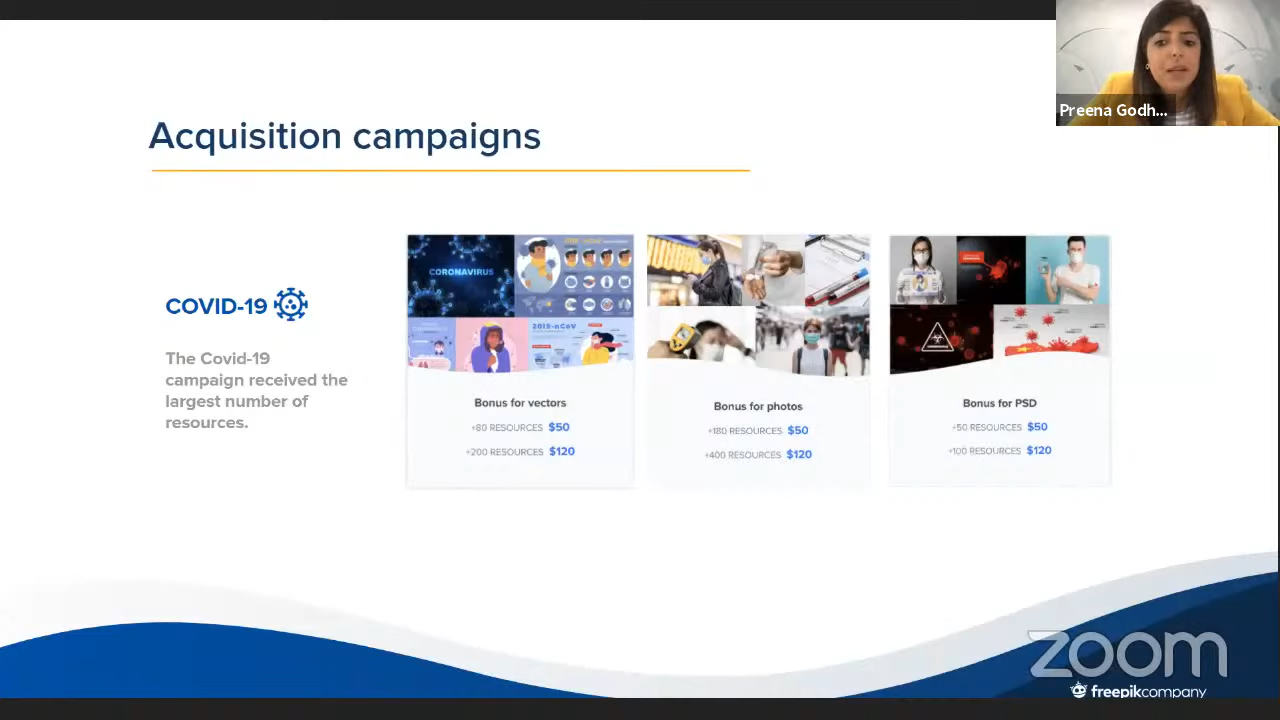 Preena Godh...
Acquisition campaigns
COVID-19
The Covid-19
campaign received the
largest number of
resources.
CORONAVIRUS
2019-nCoV
Bonus for vectors
+80 RESOURCES $50
+200 RESOURCES $120
Bonus for photos
+180 RESOURCES $50
+400 RESOURCES $120
Bonus for PSD
+50 RESOURCES $50
+100 RESOURCES $120
zoom
freepikcompany